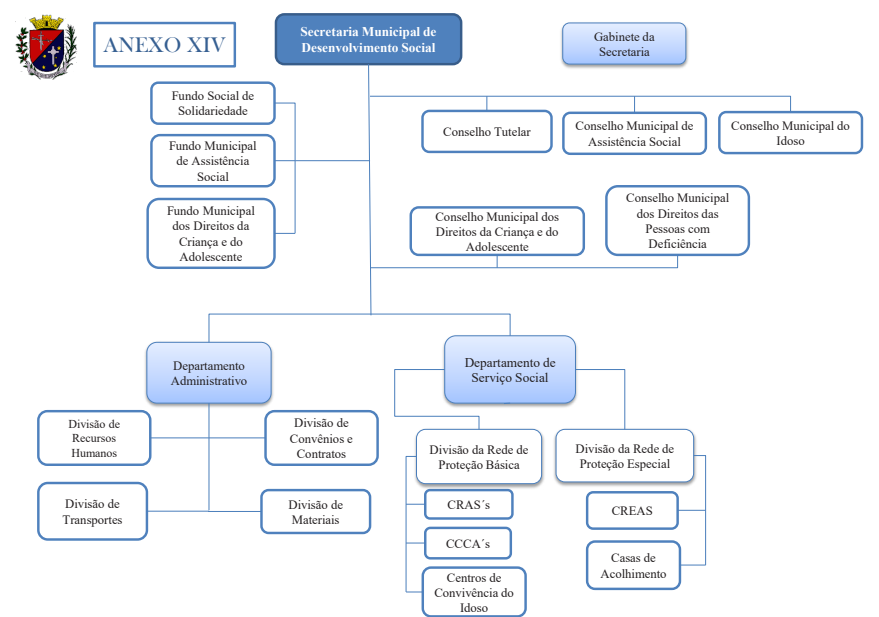 ANEXO XIV
Secretaria Municipal de
Desenvolvimento Social
Gabinete da
Secretaria
Fundo Social de
Solidariedade
Fundo Municipal
de Assistência
Social
Fundo Municipal
dos Direitos da
Criança e do
Adolescente
Conselho Tutelar
Conselho Municipal de
Assistência Social
Conselho Municipal do
Idoso
Conselho Municipal dos
Direitos da Criança e do
Adolescente
Conselho Municipal
dos Direitos das
Pessoas com
Deficiência
Departamento
Administrativo
Departamento de
Serviço Social
Divisão de
Recursos
Humanos
Divisão de
Convênios e
Contratos
Divisão de
Transportes
Divisão de
Materiais
Divisão da Rede de
Proteção Básica
CRAS´s
CCCA´s
Centros de
Convivência do
Idoso
Divisão da Rede de
Proteção Especial
CREAS
Casas de
Acolhimento